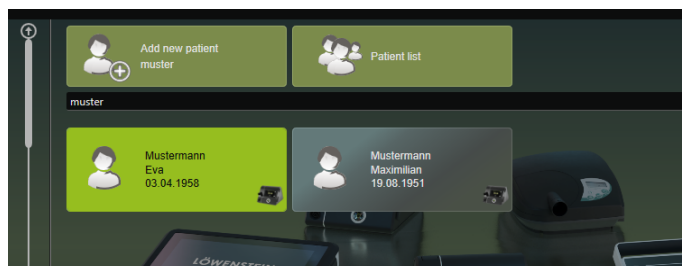 Add new patient
muster
Patient list
muster
Mustermann
Eva
03.04.1958
Mustermann
Maximilian
19.08.1951
LÖWENSTEIN